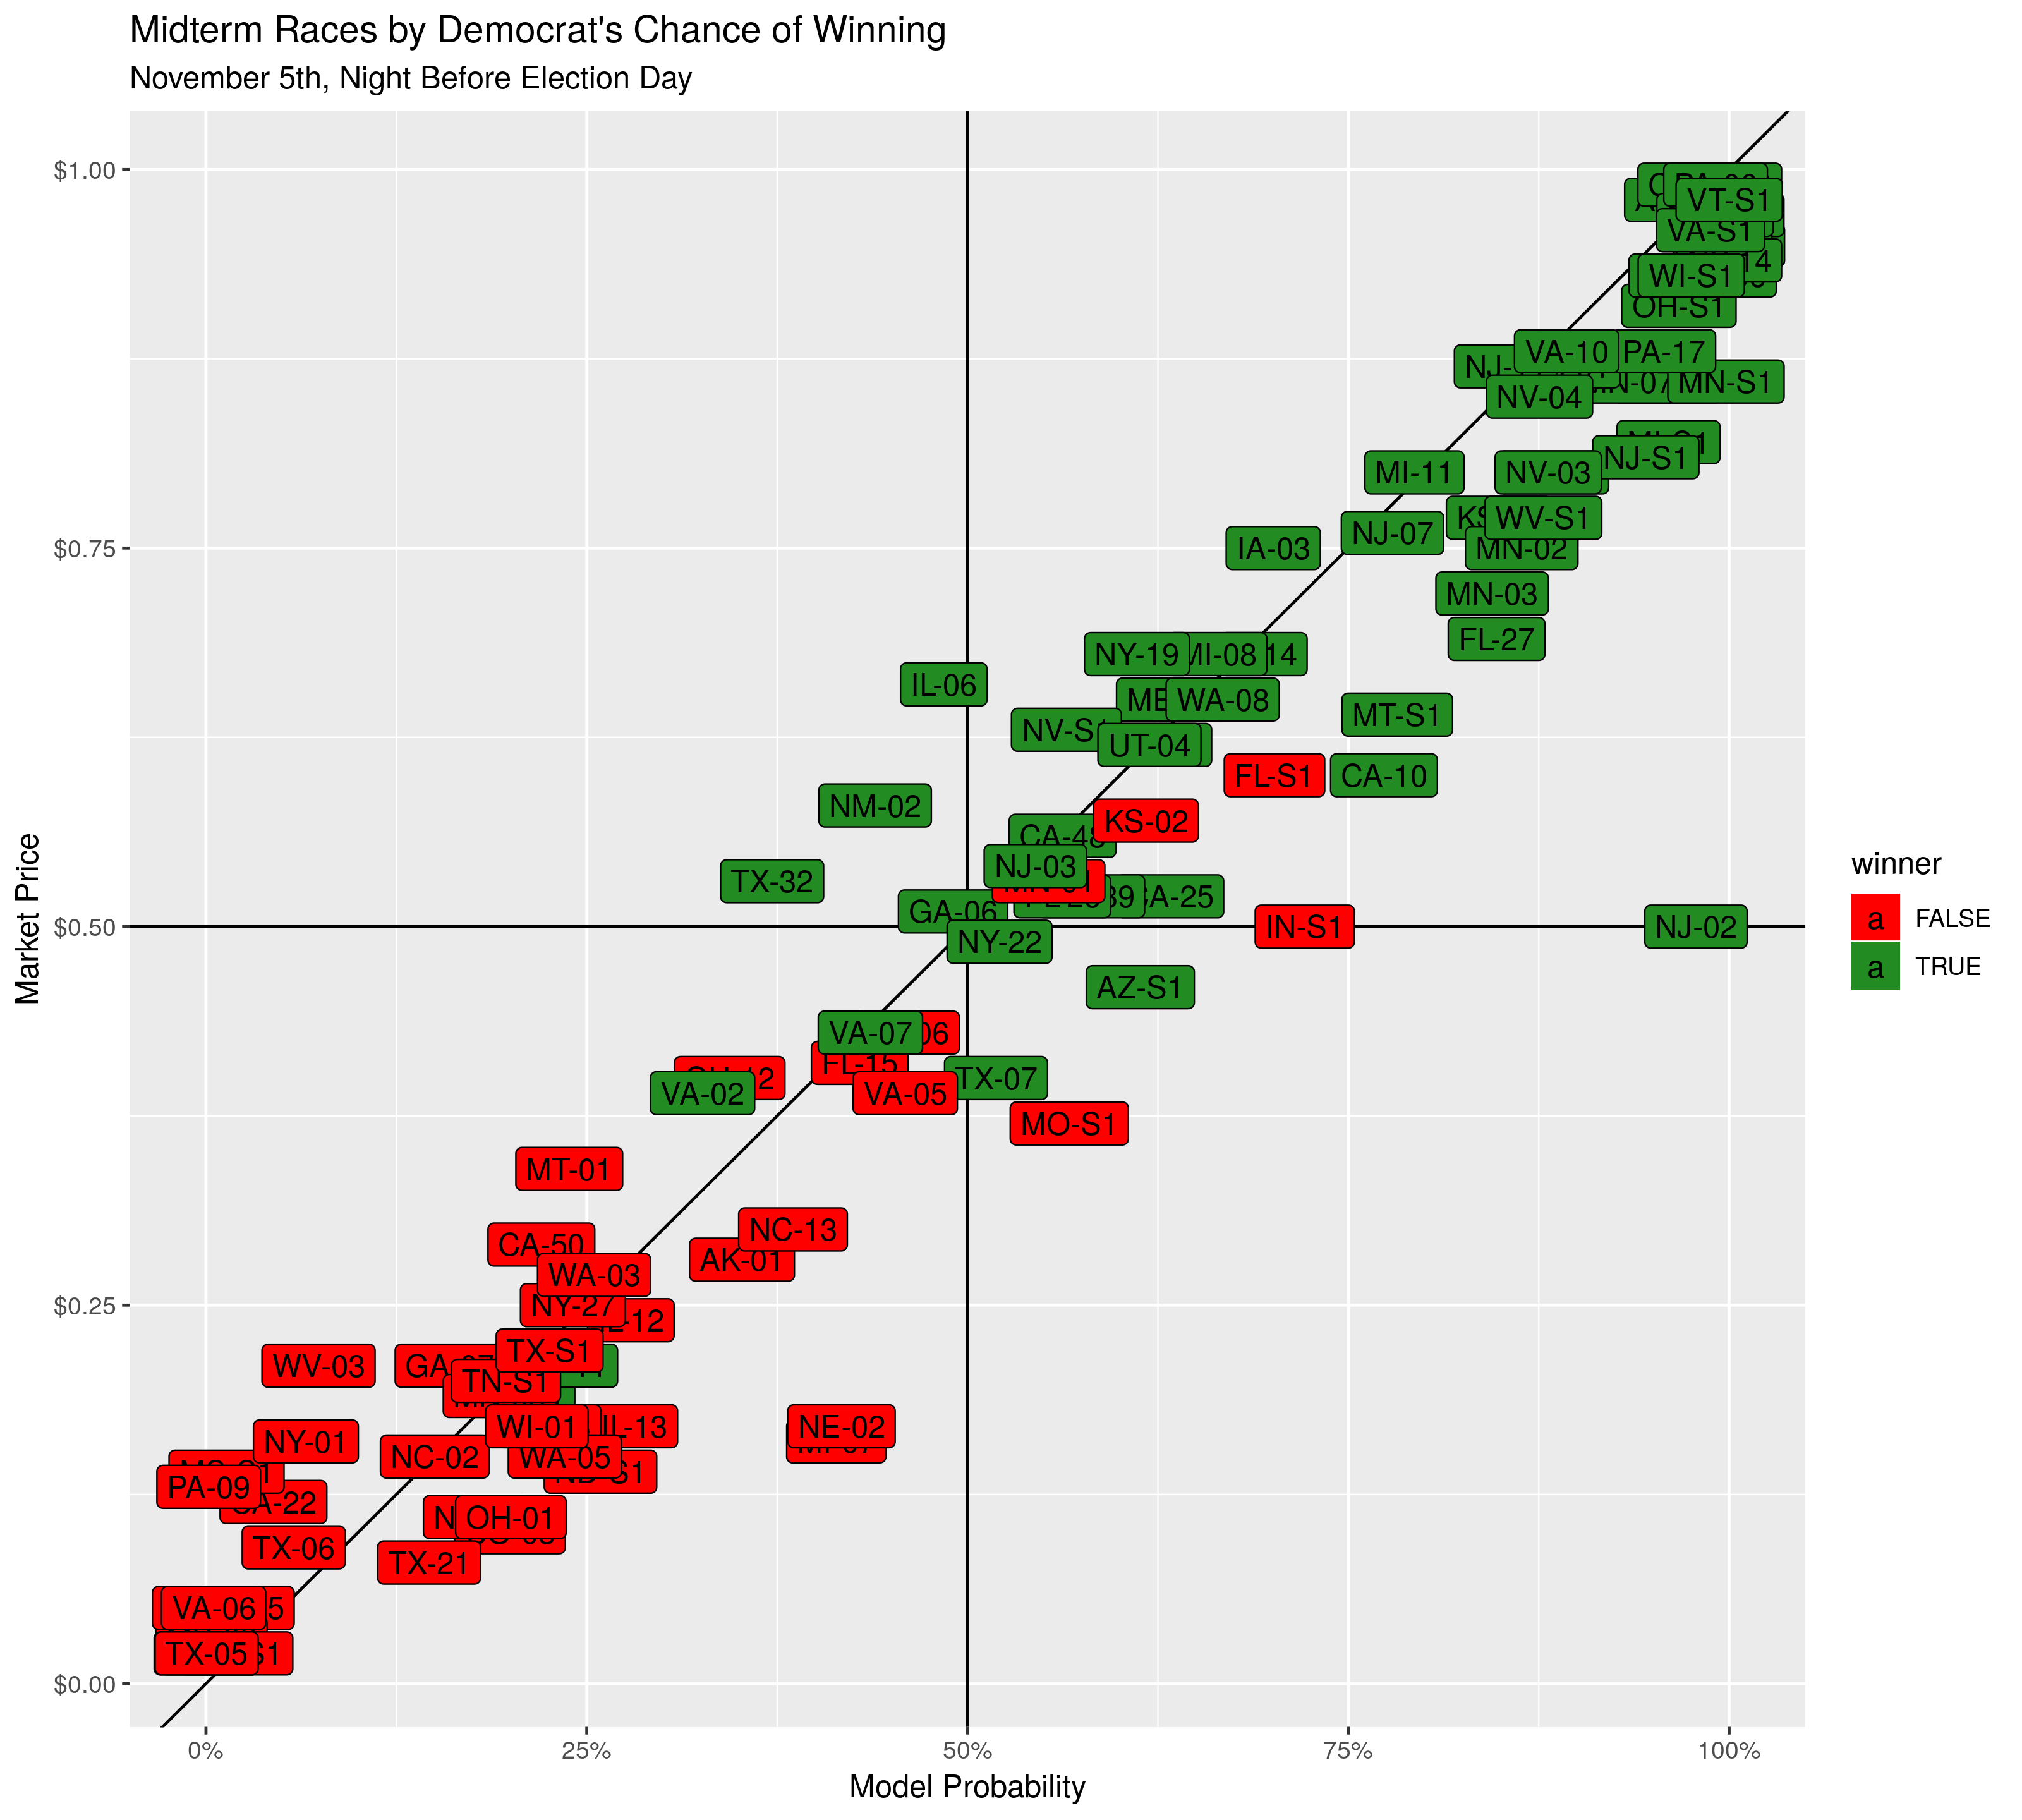 Midterm Races by Democrat's Chance of Winning
November 5th, Night Before Election Day
$1.00
VT-S1
VA-S1
WI-S1
OH-S1
VA-10
PA-17
MN-S1
NV-04
MI-11
NV-03
NJ-S1
WV-S1
NJ-07
IA-03
$0.75
MN-02
MN-03
FL-27
NY-19
MI-08
IL-06
WA-08
MT-S1
UT-04
FL-S1
CA-10
NM-02
KS-02
CA-48
NJ-03
TX-32
CA-25
GA-06
$0.50
IN-S1
NJ-02
NY-22
AZ-S1
VA-07
FL-15
TX-07
VA-02
VA-05
MO-S1
MT-01
NC-13
CA-50
AK-01
WA-03
NY-27
$0.25
TX-S1
WV-03
TN-S1
WI-01
IL-13
NE-02
NY-01
NC-02
WA-05
PA-09
OH-01
TX-06
TX-21
VA-06
TX-05
$0.00
0%
25%
50%
75%
100%
Model Probability
Market Price
winner
a FALSE
a TRUE